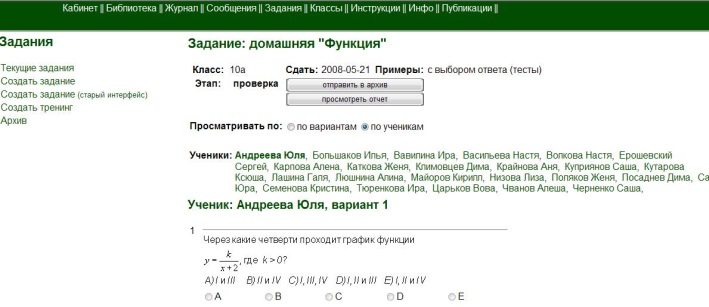 Кабинет || Библиотека || Журнал || Сообщения || Задания || Классы || Инструкции || Инфо || Публикации ||
Задания
Текущие задания
Создать задание
Создать задание (старый интерфейс)
Создать тренинг
Архив
Задание: домашняя "Функция"
Класс: 10а Сдать: 2008-05-21 Примеры: с выбором ответа (тесты)
Этап: проверка отправить в архив
просмотреть отчет
Просматривать по: по вариантам по ученикам
Ученики: Андреева Юля, Большаков Илья, Вавипина Ира, Васильева Настя, Волкова Настя, Ерошевский
Сергей, Карпова Алена, Каткова Женя, Климовцев Дима, Крайнова Аня, Куприянов Саша, Кутарова
Ксюша, Лашина Галя, Люшнина Алина, Майоров Кирилл, Низова Лиза, Поляков Женя, Посаднев Дима, Са
Юра, Семенова Кристина, Тюренкова Ира, Царьков Вова, Чванов Алеша, Черненко Саша,
Ученик: Андреева Юля, вариант 1
1
Через какие четверти проходит график функции
y = k/(x+2), где k > 0?
A) I и III B) II и IV C) I, III, IV D) I, II и III E) I, II и IV
A B C D E